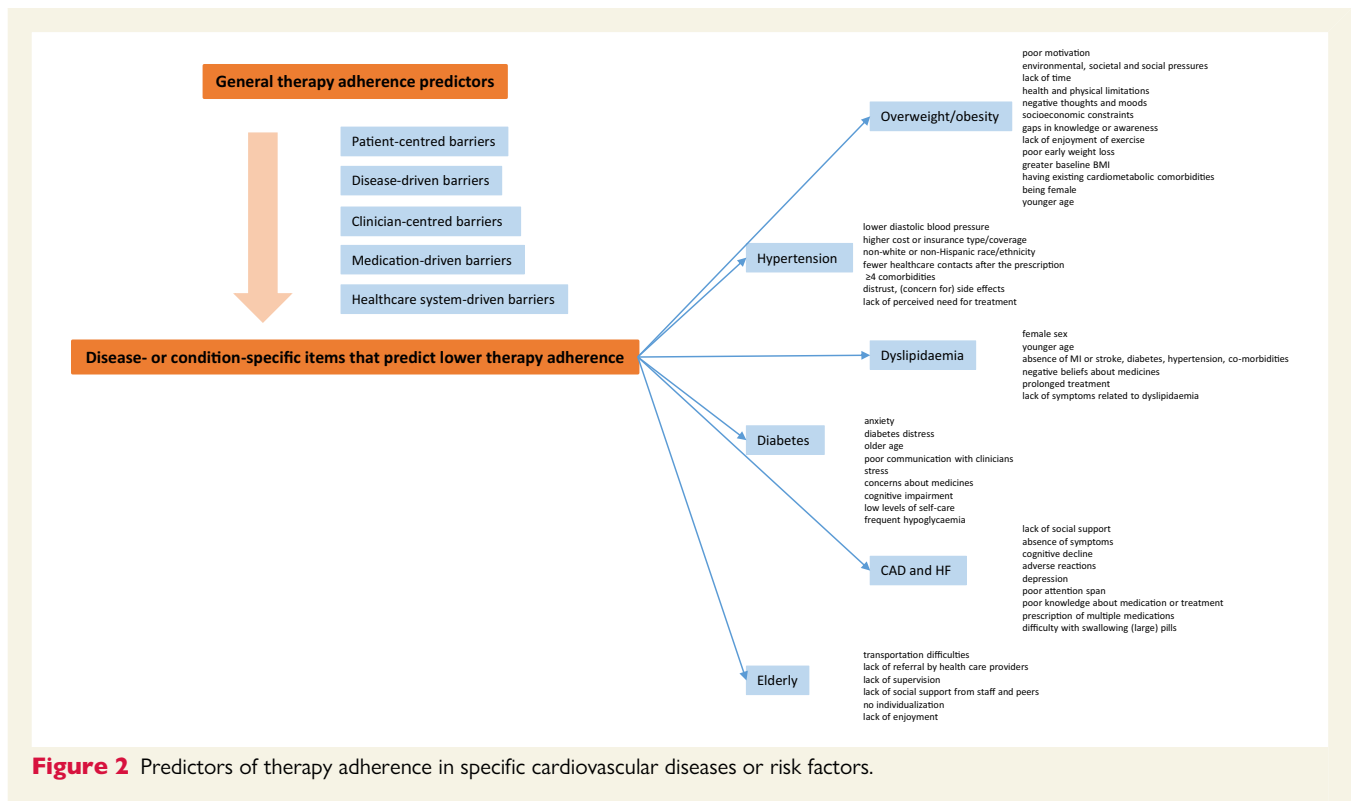 General therapy adherence predictors
Patient-centred barriers
Disease-driven barriers
Clinician-centred barriers
Medication-driven barriers
Healthcare system-driven barriers
Disease- or condition-specific items that predict lower therapy adherence
Overweight/obesity
poor motivation
environmental, societal and social pressures
lack of time
health and physical limitations
negative thoughts and moods
socioeconomic constraints
gaps in knowledge or awareness
lack of enjoyment of exercise
poor early weight loss
greater baseline BMI
having existing cardiometabolic comorbidities
being female
younger age
Hypertension
lower diastolic blood pressure
higher cost or insurance type/coverage
non-white or non-Hispanic race/ethnicity
fewer healthcare contacts after the prescription
≥4 comorbidities
distrust, (concern for) side effects
lack of perceived need for treatment
Dyslipidaemia
female sex
younger age
absence of MI or stroke, diabetes, hypertension, co-morbidities
negative beliefs about medicines
prolonged treatment
lack of symptoms related to dyslipidaemia
Diabetes
anxiety
diabetes distress
older age
poor communication with clinicians
stress
concerns about medicines
cognitive impairment
low levels of self-care
frequent hypoglycaemia
CAD and HF
lack of social support
absence of symptoms
cognitive decline
adverse reactions
depression
poor attention span
poor knowledge about medication or treatment
prescription of multiple medications
difficulty with swallowing (large) pills
Elderly
transportation difficulties
lack of referral by health care providers
lack of supervision
lack of social support from staff and peers
no individualization
lack of enjoyment
Figure 2 Predictors of therapy adherence in specific cardiovascular diseases or risk factors.